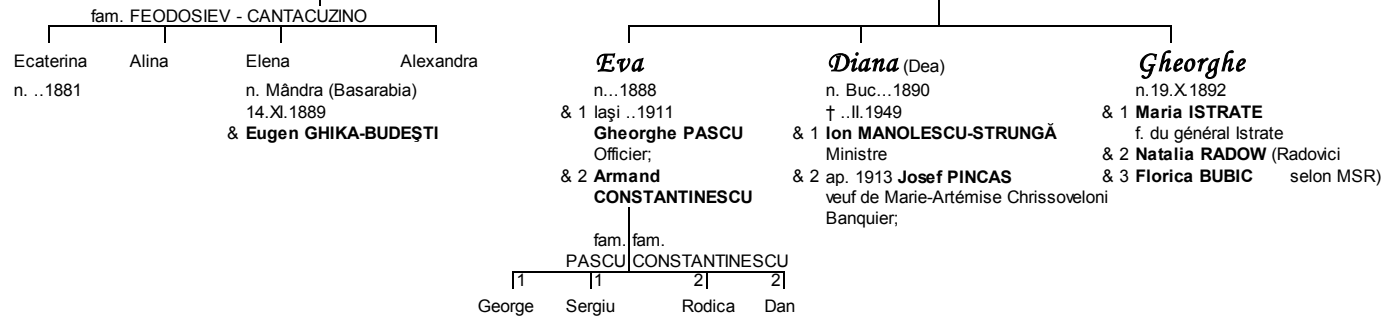 fam. FEODOSIEV - CANTACUZINO
Ecaterina
n. ..1881
Alina
Elena
n. Mândra (Basarabia)
14.XI.1889
& Eugen GHIKA-BUDEŞTI
Alexandra
Eva
n...1888
& 1 Iaşi ..1911
Gheorghe PASCU
Officier;
& 2 Armand
CONSTANTINESCU
Diana (Dea)
n. Buc...1890
† ..II.1949
& 1 Ion MANOLESCU-STRUNGĂ
Ministre
& 2 ap. 1913 Josef PINCAS
veuf de Marie-Artémise Chrissoveloni
Banquier;
Gheorghe
n.19.X.1892
& 1 Maria ISTRATE
f. du général Istrate
& 2 Natalia RADOW (Radovici
& 3 Florica BUBIC selon MSR)
fam. fam.
PASCU CONSTANTINESCU
1 1 2 2
George Sergiu Rodica Dan